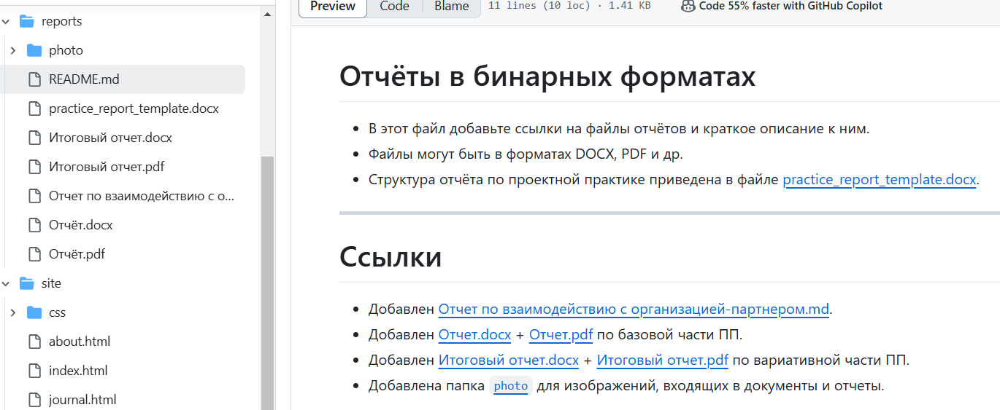 reports
photo
README.md
practice_report_template.docx
Итоговый отчет.docx
Итоговый отчет.pdf
Отчет по взаимодействию с о...
Отчёт.docx
Отчёт.pdf
site
css
about.html
index.html
journal.html
Preview Code Blame 11 lines (10 loc) · 1.41 KB Code 55% faster with GitHub Copilot
Отчёты в бинарных форматах
• В этот файл добавьте ссылки на файлы отчётов и краткое описание к ним.
• Файлы могут быть в форматах DOCX, PDF и др.
• Структура отчёта по проектной практике приведена в файле practice_report_template.docx.
Ссылки
• Добавлен Отчет по взаимодействию с организацией-партнером.md.
• Добавлен Отчет.docx + Отчет.pdf по базовой части ПП.
• Добавлен Итоговый отчет.docx + Итоговый отчет.pdf по вариативной части ПП.
• Добавлена папка photo для изображений, входящих в документы и отчеты.